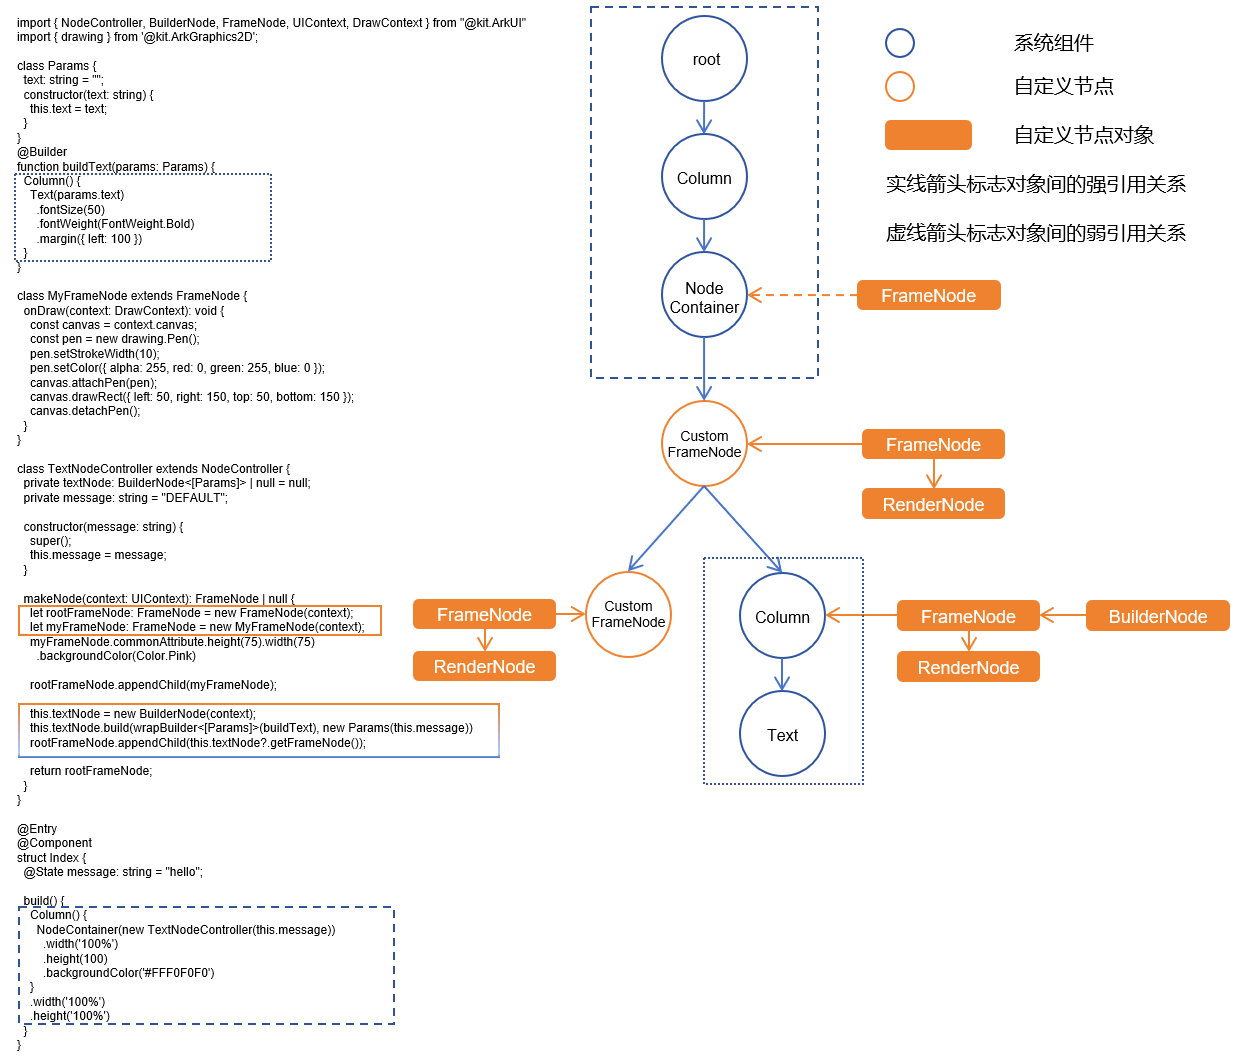 import { NodeController, BuilderNode, FrameNode, UIContext, DrawContext } from "@kit.ArkUI"
import { drawing } from '@kit.ArkGraphics2D';
class Params {
text: string = "";
constructor(text: string) {
this.text = text;
}
}
@Builder
function buildText(params: Params) {
Column() {
Text(params.text)
.fontSize(50)
.fontWeight(FontWeight.Bold)
.margin({ left: 100 })
}
}
class MyFrameNode extends FrameNode {
onDraw(context: DrawContext): void {
const canvas = context.canvas;
const pen = new drawing.Pen();
pen.setStrokeWidth(10);
pen.setColor({ alpha: 255, red: 0, green: 255, blue: 0 });
canvas.attachPen(pen);
canvas.drawRect({ left: 50, right: 150, top: 50, bottom: 150 });
canvas.detachPen();
}
}
class TextNodeController extends NodeController {
private textNode: BuilderNode<[Params]> | null = null;
private message: string = "DEFAULT";
constructor(message: string) {
super();
this.message = message;
}
makeNode(context: UIContext): FrameNode | null {
let rootFrameNode: FrameNode = new FrameNode(context);
let myFrameNode: FrameNode = new MyFrameNode(context);
myFrameNode.commonAttribute.height(75).width(75)
.backgroundColor(Color.Pink)
rootFrameNode.appendChild(myFrameNode);
this.textNode = new BuilderNode(context);
this.textNode.build(wrapBuilder<[Params]>(buildText), new Params(this.message))
rootFrameNode.appendChild(this.textNode?.getFrameNode());
return rootFrameNode;
}
}
@Entry
@Component
struct Index {
@State message: string = "hello";
build() {
Column() {
NodeContainer(new TextNodeController(this.message))
.width('100%')
.height(100)
.backgroundColor('#FFF0F0F0')
}
.width('100%')
.height('100%')
}
}
root
Column
Node
Container
FrameNode
Custom
FrameNode
FrameNode
RenderNode
FrameNode
RenderNode
Custom
FrameNode
Column
FrameNode
BuilderNode
RenderNode
Text
系统组件
自定义节点
自定义节点对象
实线箭头标志对象间的强引用关系
虚线箭头标志对象间的弱引用关系